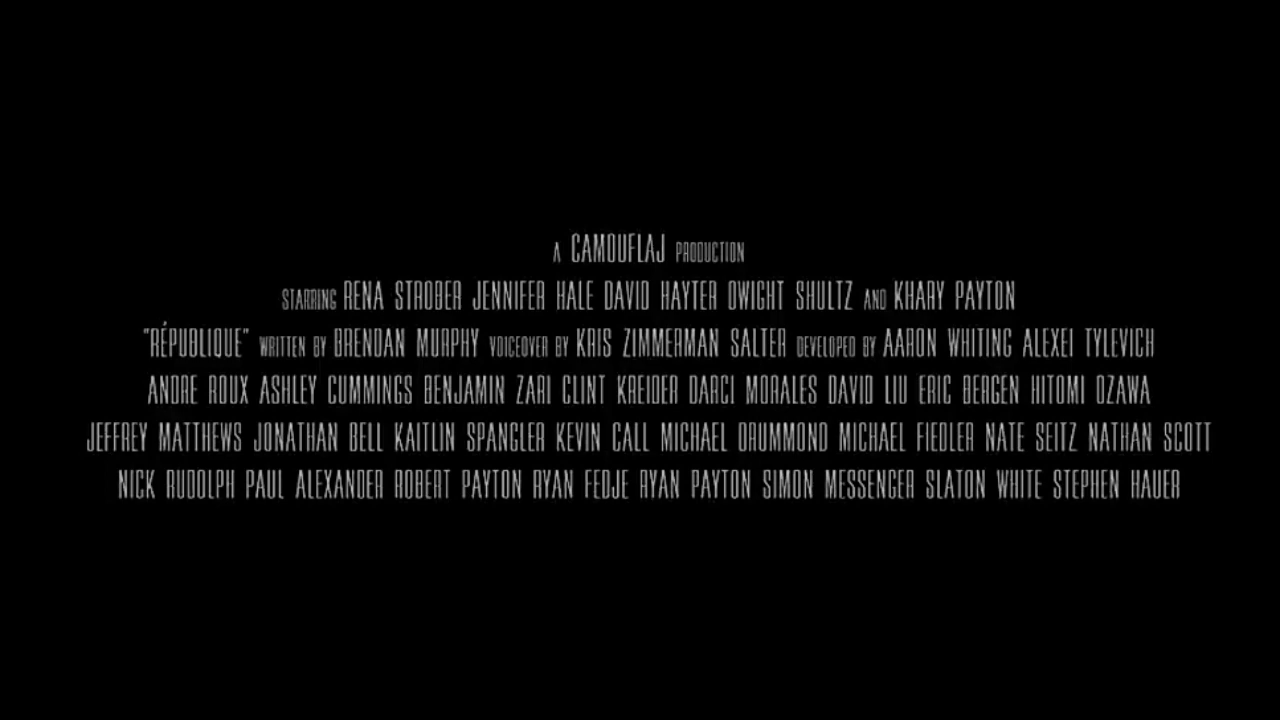 A CAMOUFLAJ PRODUCTION
STARRING RENA STROBER JENNIFER HALE DAVID HAYTER DWIGHT SHULTZ AND KHARY PAYTON
"RÉPUBLIQUE" WRITTEN BY BRENDAN MURPHY VOICEOVER BY KRIS ZIMMERMAN SALTER DEVELOPED BY AARON WHITING ALEXEI TYLEVICH
ANDRE ROUX ASHLEY CUMMINGS BENJAMIN ZARI CLINT KREIDER DARCI MORALES DAVID LIU ERIC BERGEN HITOMI OZAWA
JEFFREY MATTHEWS JONATHAN BELL KAITLIN SPANGLER KEVIN CALL MICHAEL DRUMMOND MICHAEL FIEDLER NATE SEITZ NATHAN SCOTT
NICK RUDOLPH PAUL ALEXANDER ROBERT PAYTON RYAN FEDJE RYAN PAYTON SIMON MESSENGER SLATON WHITE STEPHEN HAUER